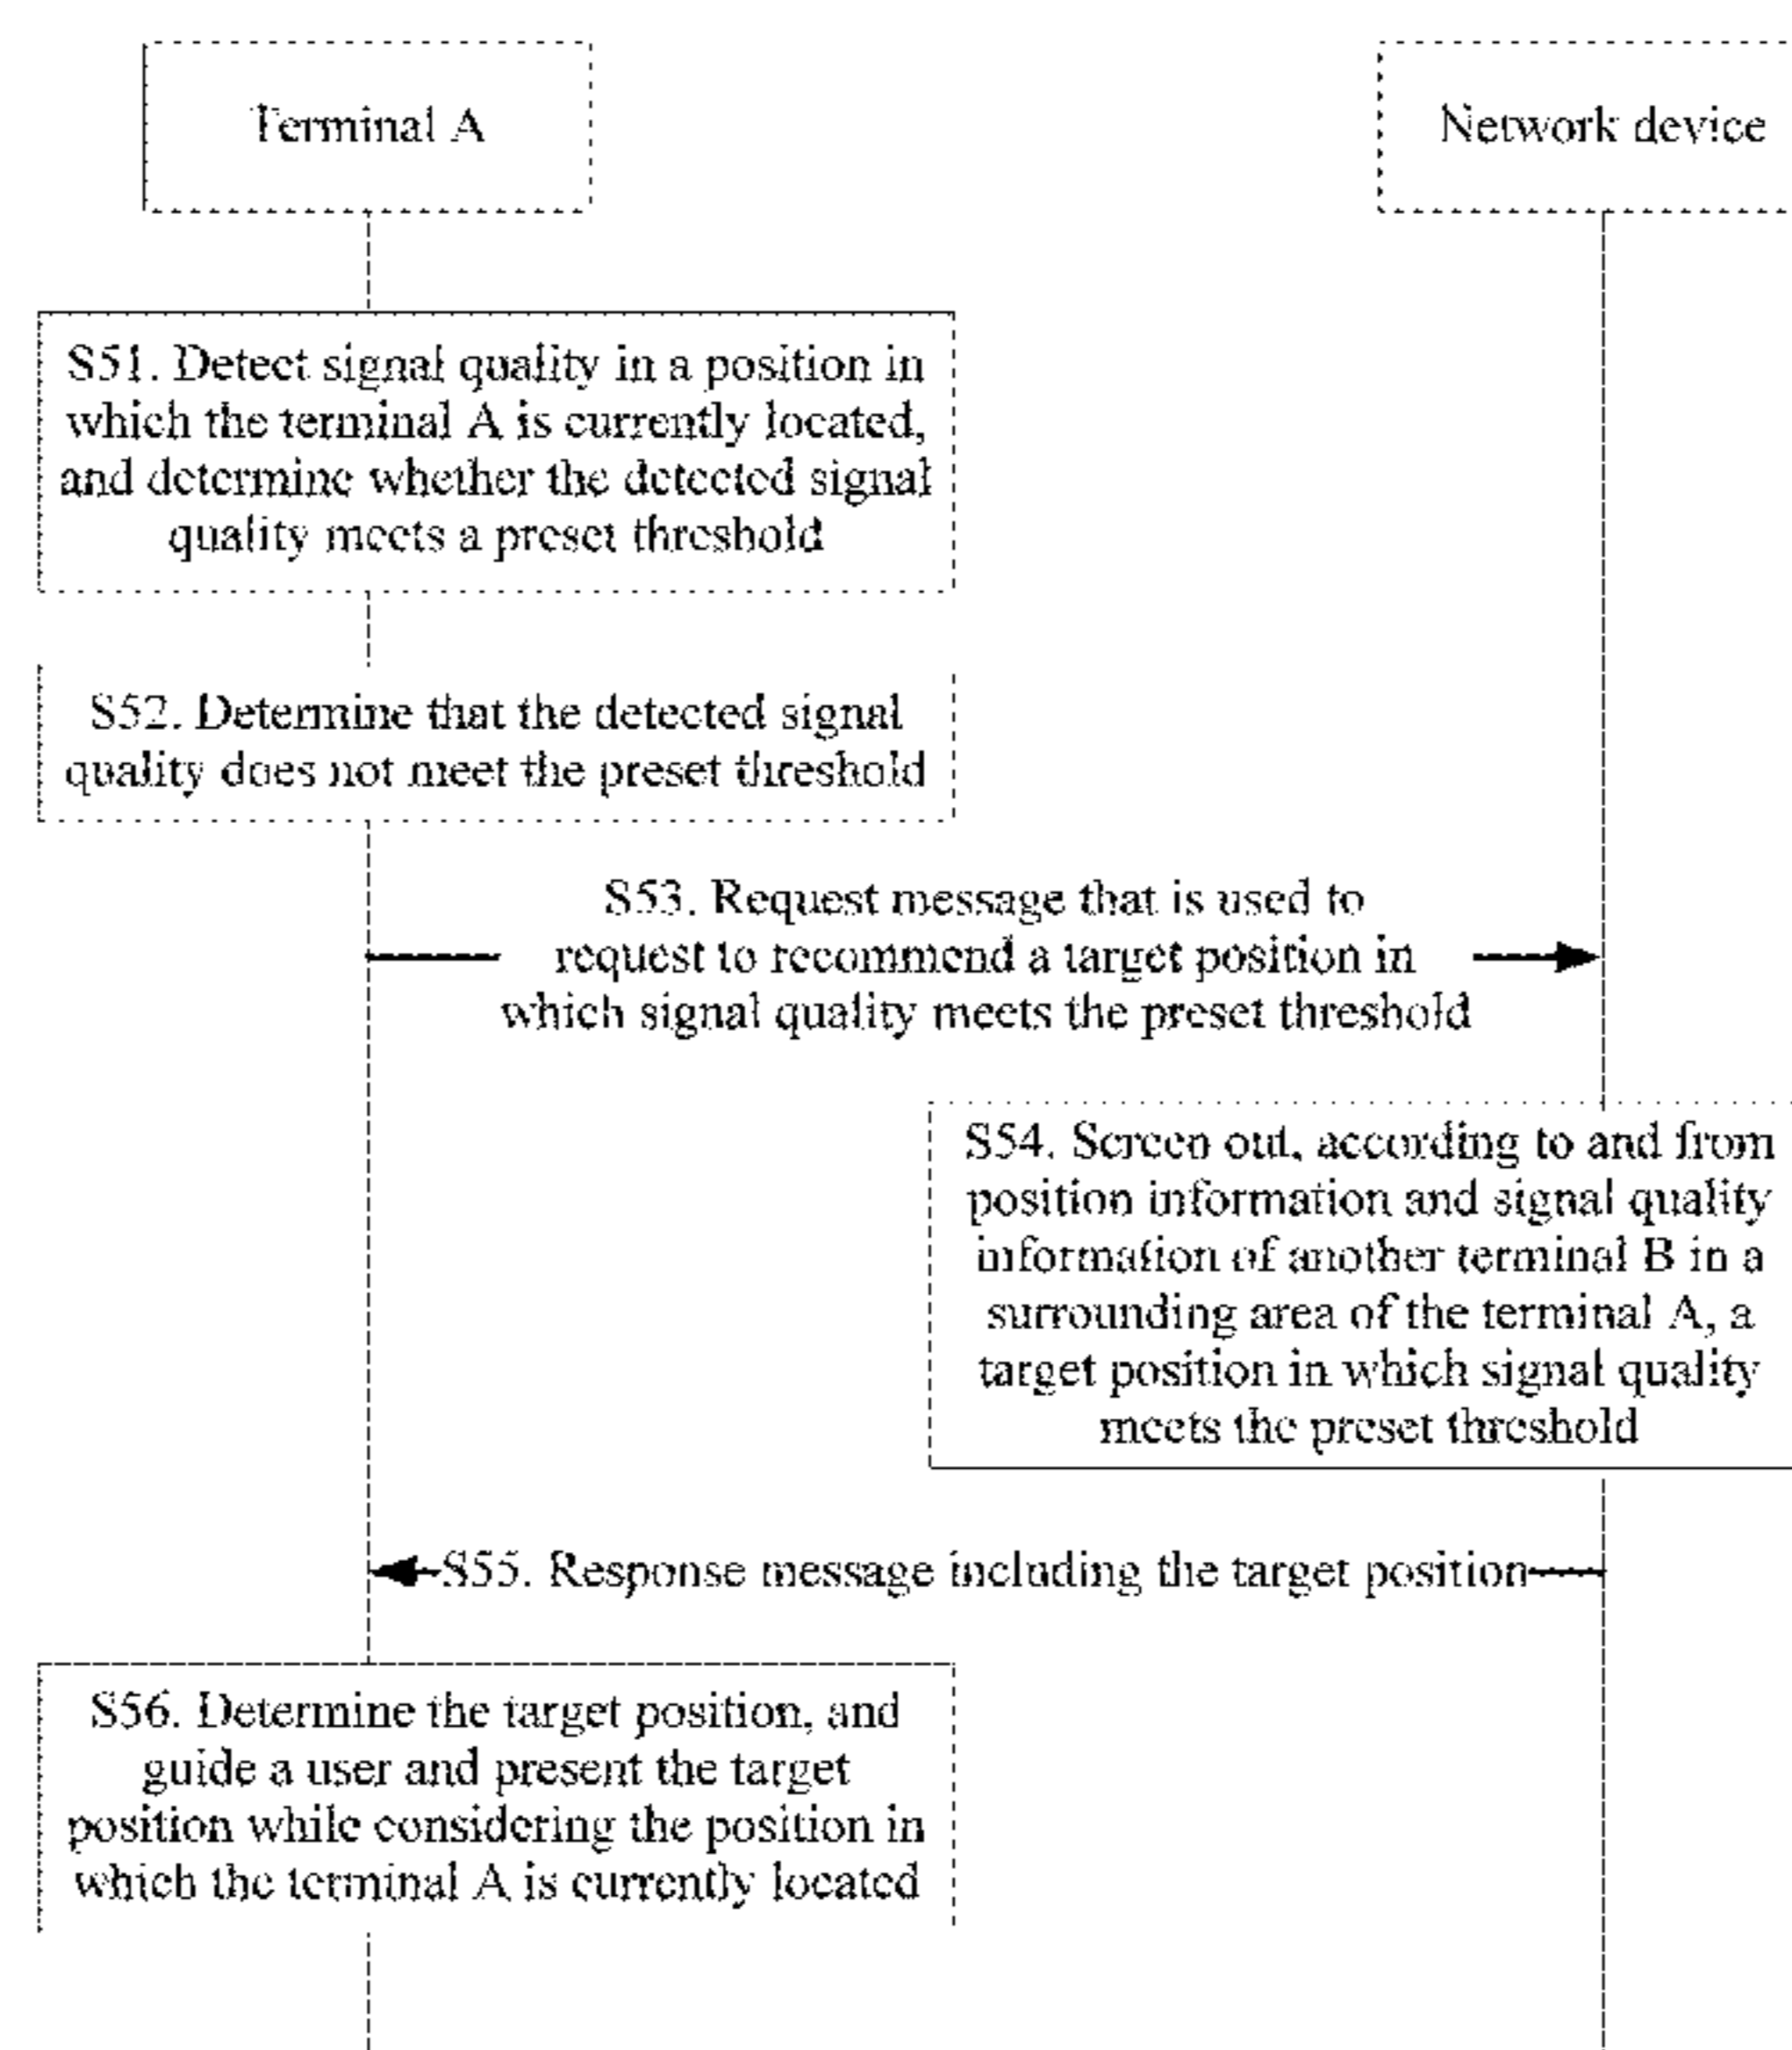 Terminal A
Network device
S51. Detect signal quality in a position in
which the terminal A is currently located,
and determine whether the detected signal
quality meets a preset threshold
S52. Determine that the detected signal
quality does not meet the preset threshold
S53. Request message that is used to
request to recommend a target position in
which signal quality meets the preset threshold
S54. Screen out, according to and from
position information and signal quality
information of another terminal B in a
surrounding area of the terminal A, a
target position in which signal quality
meets the preset threshold
S55. Response message including the target position
S56. Determine the target position, and
guide a user and present the target
position while considering the position in
which the terminal A is currently located